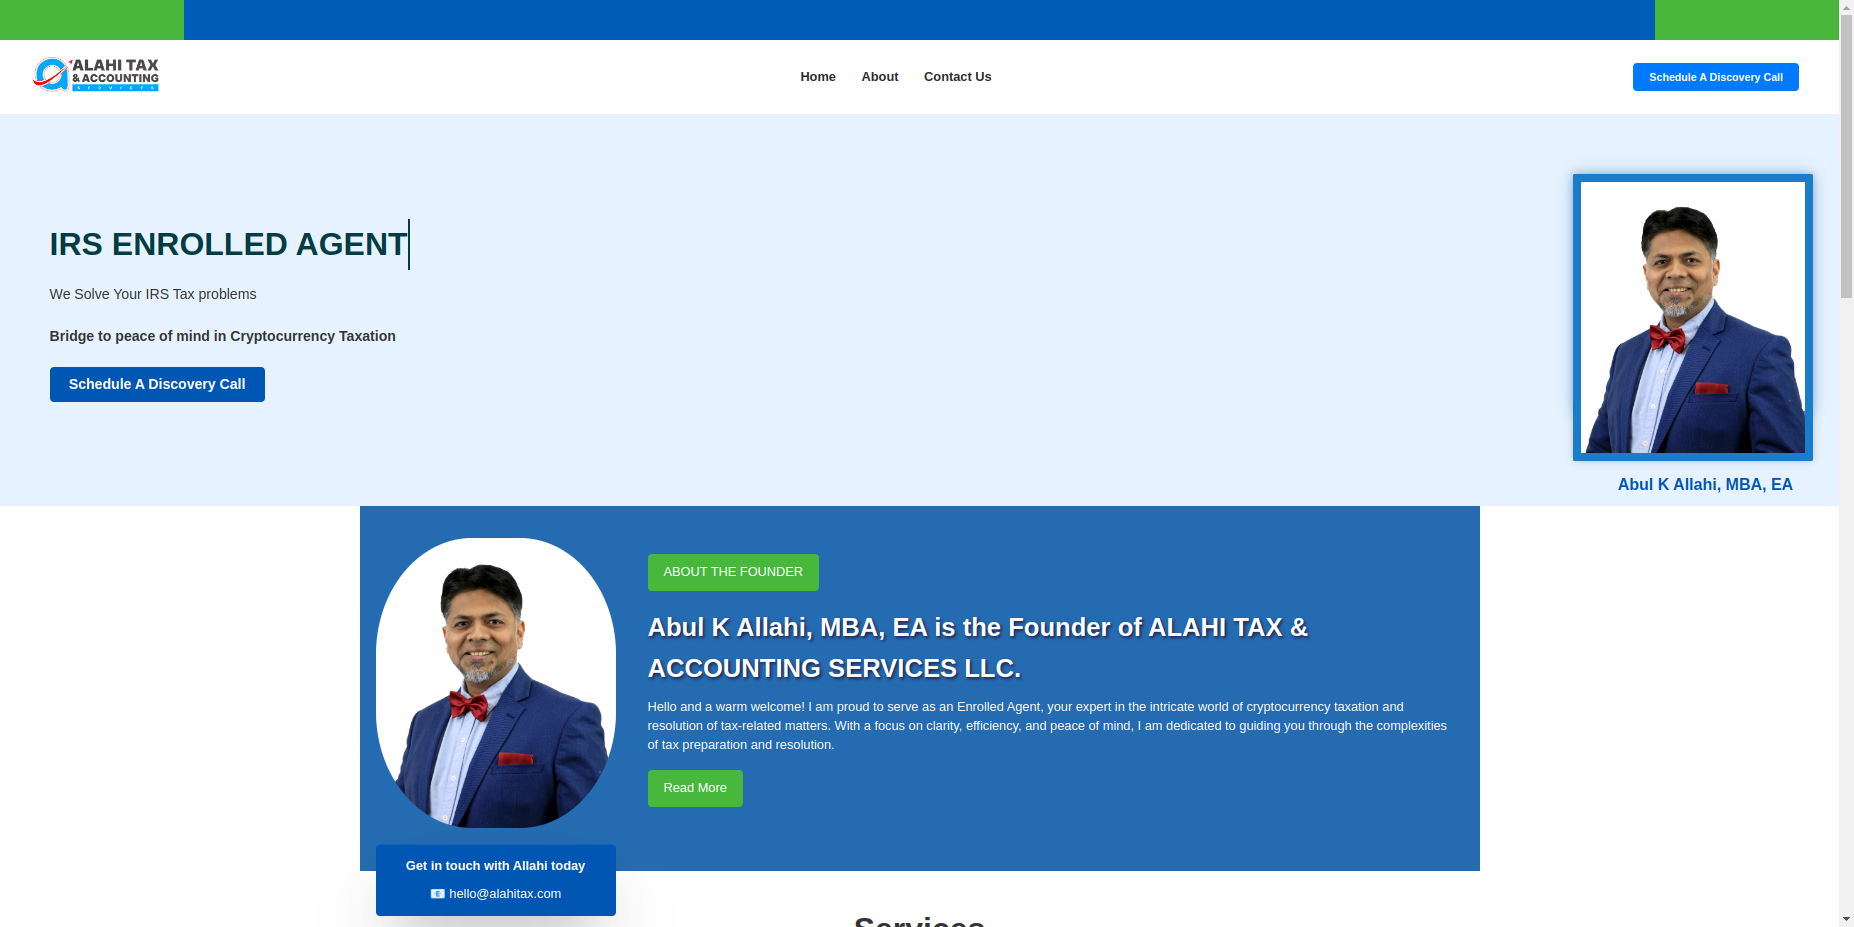 ALAHI TAX
& ACCOUNTING
SERVICES
Home
About
Contact Us
Schedule A Discovery Call
IRS ENROLLED AGENT
We Solve Your IRS Tax problems
Bridge to peace of mind in Cryptocurrency Taxation
Schedule A Discovery Call
Abul K Allahi, MBA, EA
ABOUT THE FOUNDER
Abul K Allahi, MBA, EA is the Founder of ALAHI TAX &
ACCOUNTING SERVICES LLC.
Hello and a warm welcome! I am proud to serve as an Enrolled Agent, your expert in the intricate world of cryptocurrency taxation and
resolution of tax-related matters. With a focus on clarity, efficiency, and peace of mind, I am dedicated to guiding you through the complexities
of tax preparation and resolution.
Read More
Get in touch with Allahi today
📧 hello@alahitax.com
Services